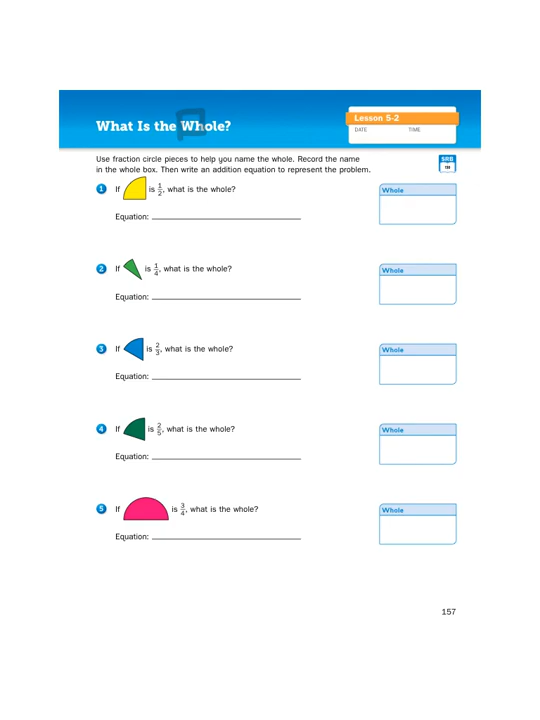 What Is the Whole?
Lesson 5-2
DATE TIME
Use fraction circle pieces to help you name the whole. Record the name
in the whole box. Then write an addition equation to represent the problem.
SRB
1 If is 1/2, what is the whole?
Whole
Equation:
2 If is 1/4, what is the whole?
Whole
Equation:
3 If is 2/3, what is the whole?
Whole
Equation:
4 If is 2/5, what is the whole?
Whole
Equation:
5 If is 3/4, what is the whole?
Whole
Equation:
157